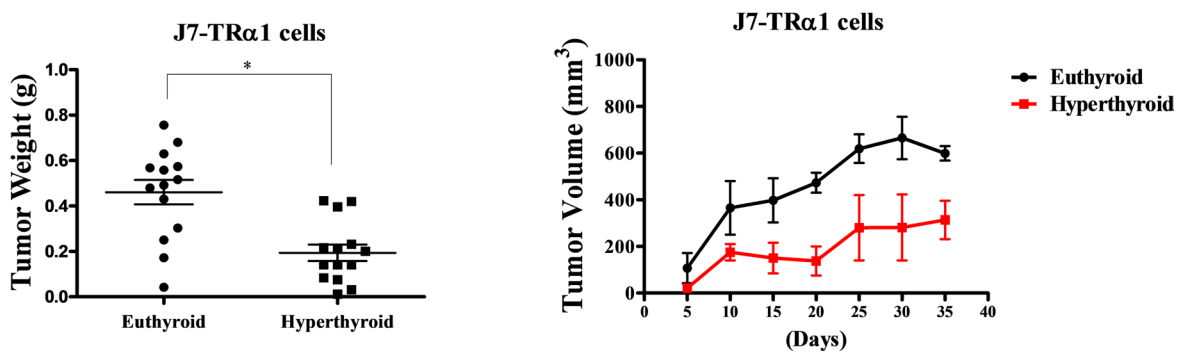 J7-TRα1 cells
*
Tumor Weight (g)
1.0
0.8
0.6
0.4
0.2
0.0
Euthyroid
Hyperthyroid
J7-TRα1 cells
Tumor Volume (mm³)
1000
800
600
400
200
0
0
5
10
15
20
25
30
35
40
(Days)
Euthyroid
Hyperthyroid